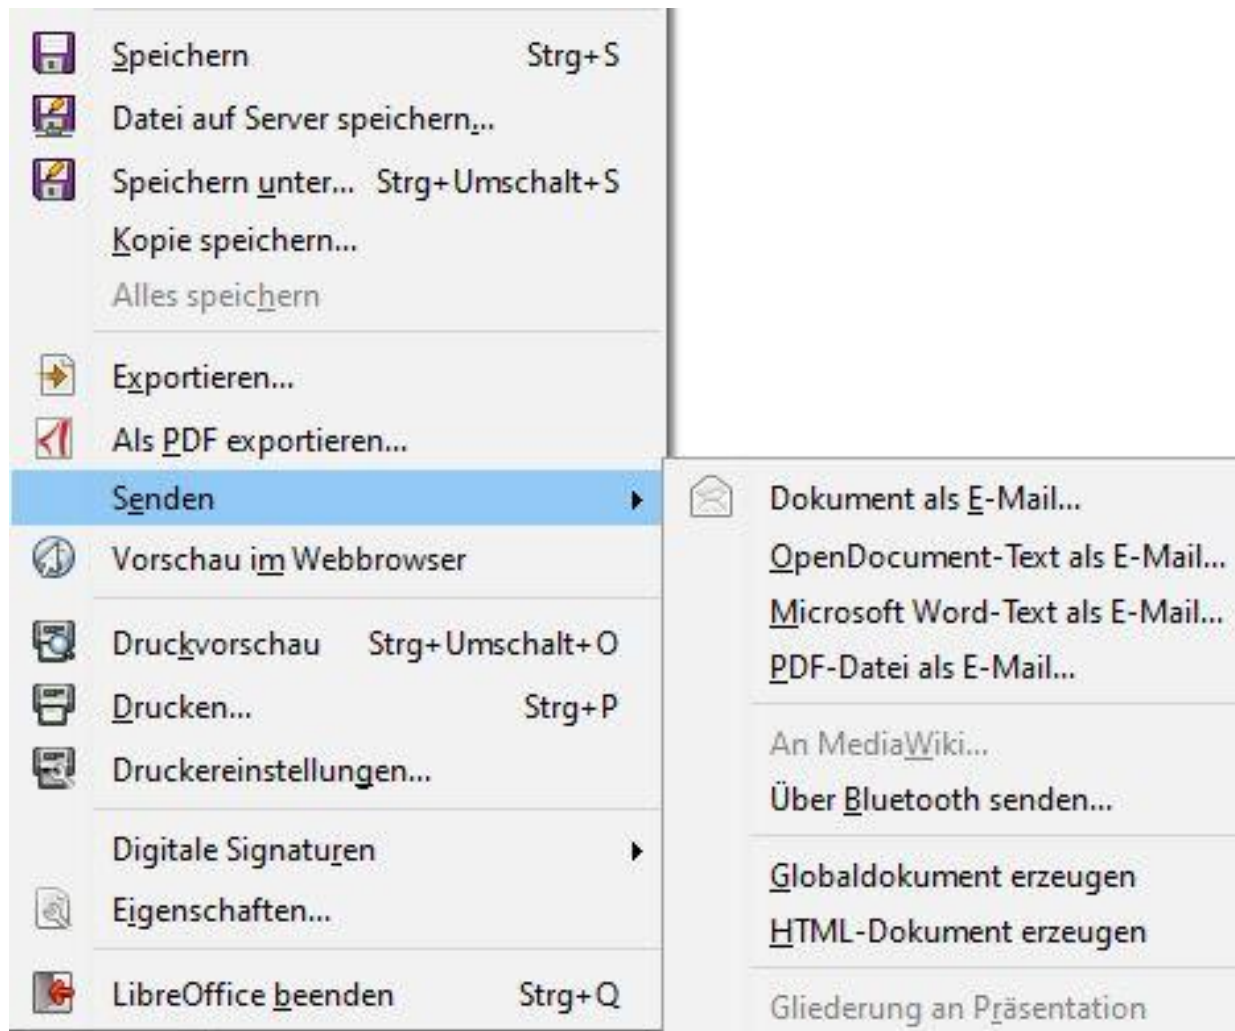 Speichern Strg+S
Datei auf Server speichern...
Speichern unter... Strg+Umschalt+S
Kopie speichern...
Alles speichern
Exportieren...
Als PDF exportieren...
Senden
Vorschau im Webbrowser
Druckvorschau Strg+Umschalt+O
Drucken... Strg+P
Druckereinstellungen...
Digitale Signaturen
Eigenschaften...
LibreOffice beenden Strg+Q
Dokument als E-Mail...
OpenDocument-Text als E-Mail...
Microsoft Word-Text als E-Mail...
PDF-Datei als E-Mail...
An MediaWiki...
Über Bluetooth senden...
Globaldokument erzeugen
HTML-Dokument erzeugen
Gliederung an Präsentation